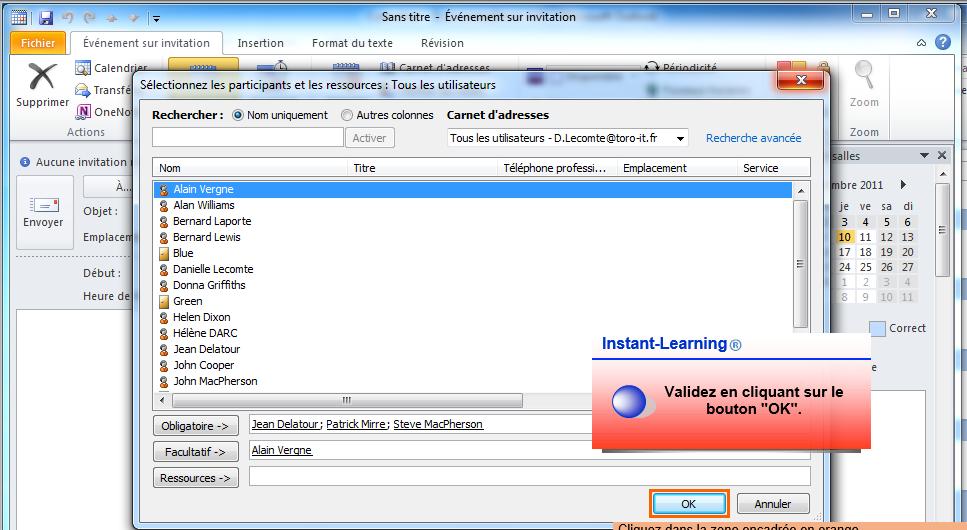 Sans titre - Événement sur invitation
Fichier Événement sur invitation Insertion Format du texte Révision
Supprimer
Calendrier
Transfé
OneNot
Actions
Carnet d'adresses
Périodicité
Zoom
Zoom
Sélectionnez les participants et les ressources : Tous les utilisateurs
Rechercher : Nom uniquement Autres colonnes Carnet d'adresses
Activer Tous les utilisateurs - D.Lecomte@toro-it.fr Recherche avancée
Nom Titre Téléphone professi... Emplacement Service
Alain Vergne
Alan Williams
Bernard Laporte
Bernard Lewis
Blue
Danielle Lecomte
Donna Griffiths
Green
Helen Dixon
Hélène DARC
Jean Delatour
John Cooper
John MacPherson
Obligatoire -> Jean Delatour; Patrick Mirre; Steve MacPherson
Facultatif -> Alain Vergne
Ressources ->
OK Annuler
Aucune invitation n
Envoyer
À...
Objet :
Emplacem
Début :
Heure de
salles
mbre 2011
je ve sa di
3 4 5 6
10 11 12 13
17 18 19 20
24 25 26 27
1 2 3 4
8 9 10 11
Correct
Instant-Learning®
Validez en cliquant sur le
bouton "OK".
Cliquez dans la zone encadrée en orange